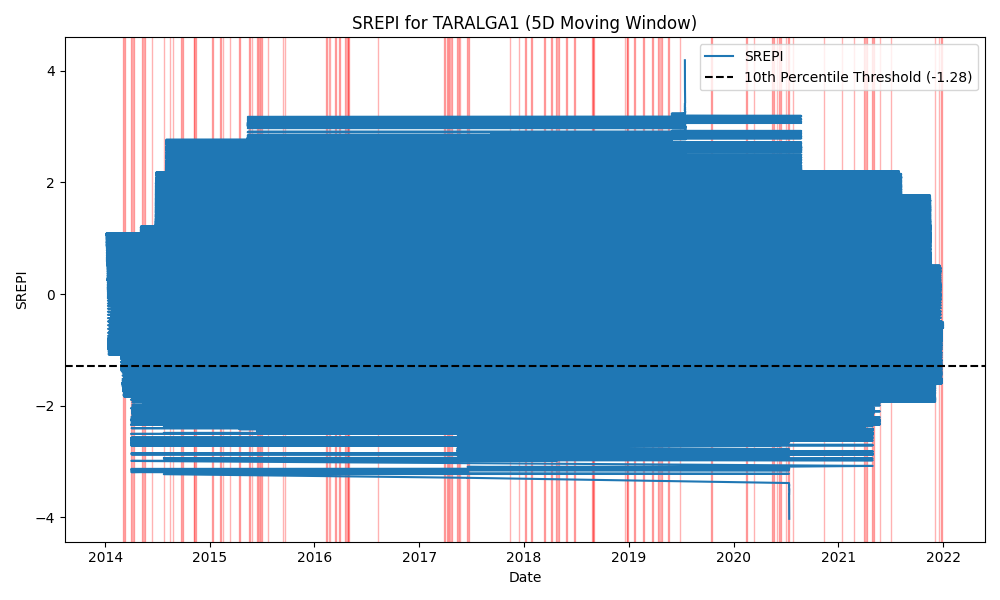 SREPI for TARALGA1 (5D Moving Window)
SREPI
10th Percentile Threshold (-1.28)
4
2
0
−2
−4
SREPI
2014 2015 2016 2017 2018 2019 2020 2021 2022
Date